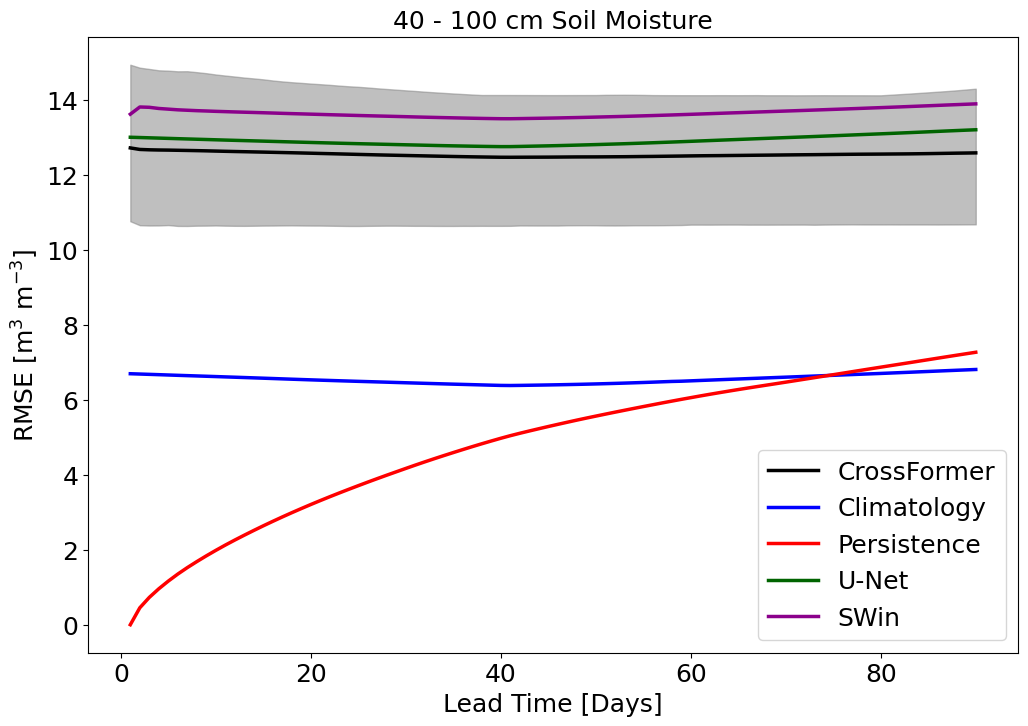 40 - 100 cm Soil Moisture
RMSE [m³ m⁻³]
14
12
10
8
6
4
2
0
0 20 40 60 80
Lead Time [Days]
CrossFormer
Climatology
Persistence
U-Net
SWin